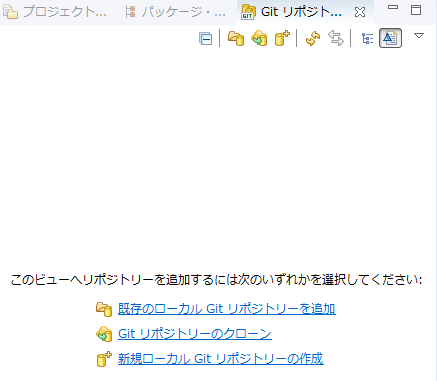 プロジェクト...
パッケージ・...
Git リポジト...
GIT
このビューへリポジトリーを追加するには次のいずれかを選択してください:
既存のローカル Git リポジトリーを追加
Git リポジトリーのクローン
新規ローカル Git リポジトリーの作成